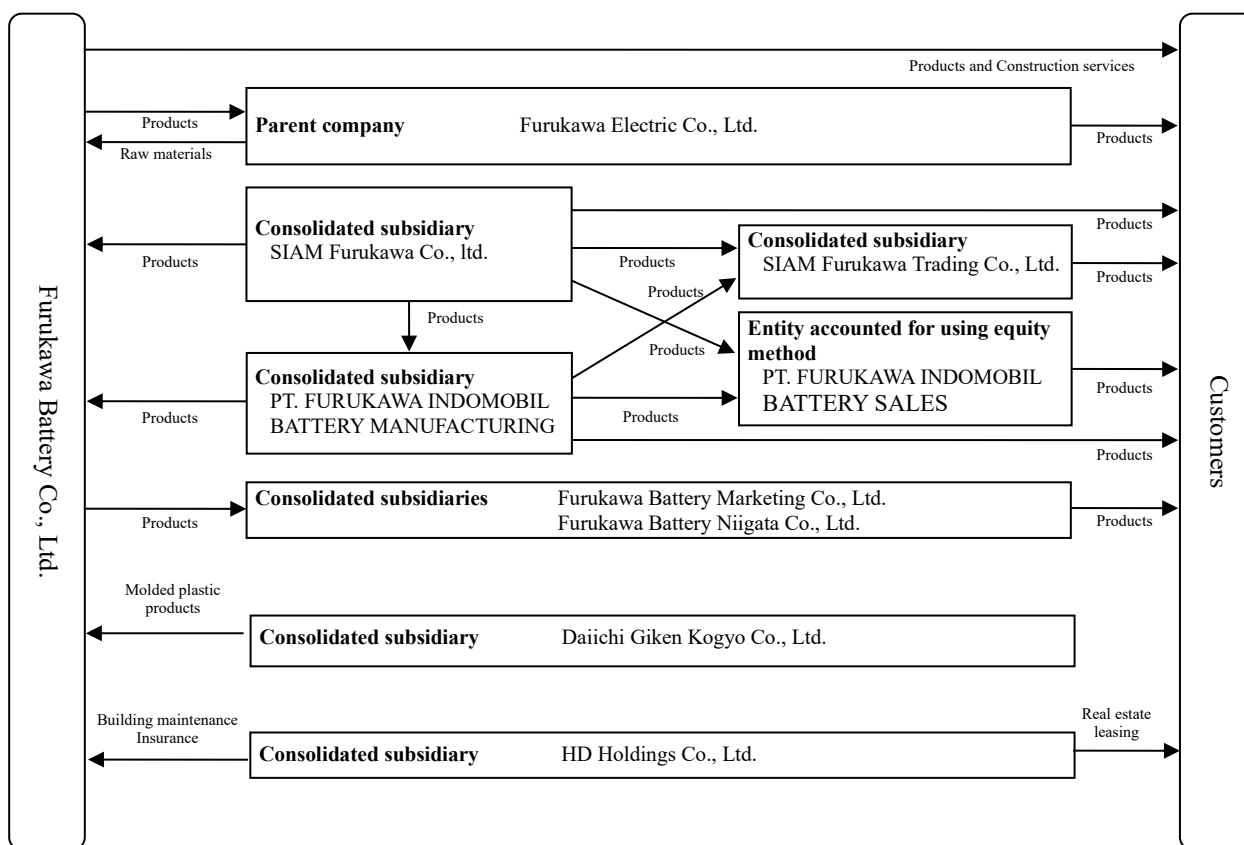 Furukawa Battery Co., Ltd.
Products and Construction services
Products
Raw materials
Parent company Furukawa Electric Co., Ltd.
Products
Products
Consolidated subsidiary
SIAM Furukawa Co., ltd.
Products
Products
Products
Consolidated subsidiary
SIAM Furukawa Trading Co., Ltd.
Products
Products
Products
Products
Entity accounted for using equity
method
PT. FURUKAWA INDOMOBIL
BATTERY SALES
Products
Products
Consolidated subsidiary
PT. FURUKAWA INDOMOBIL
BATTERY MANUFACTURING
Products
Products
Products
Consolidated subsidiaries Furukawa Battery Marketing Co., Ltd.
Furukawa Battery Niigata Co., Ltd.
Products
Molded plastic
products
Consolidated subsidiary Daiichi Giken Kogyo Co., Ltd.
Building maintenance
Insurance
Consolidated subsidiary HD Holdings Co., Ltd.
Real estate
leasing
Customers